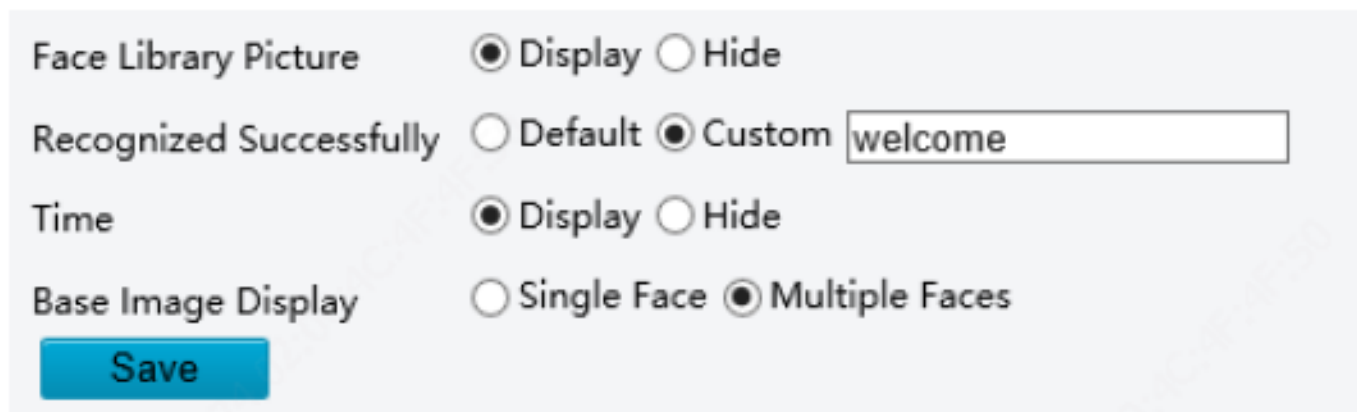 Face Library Picture Display Hide
Recognized Successfully Default Custom welcome
Time Display Hide
Base Image Display Single Face Multiple Faces
Save